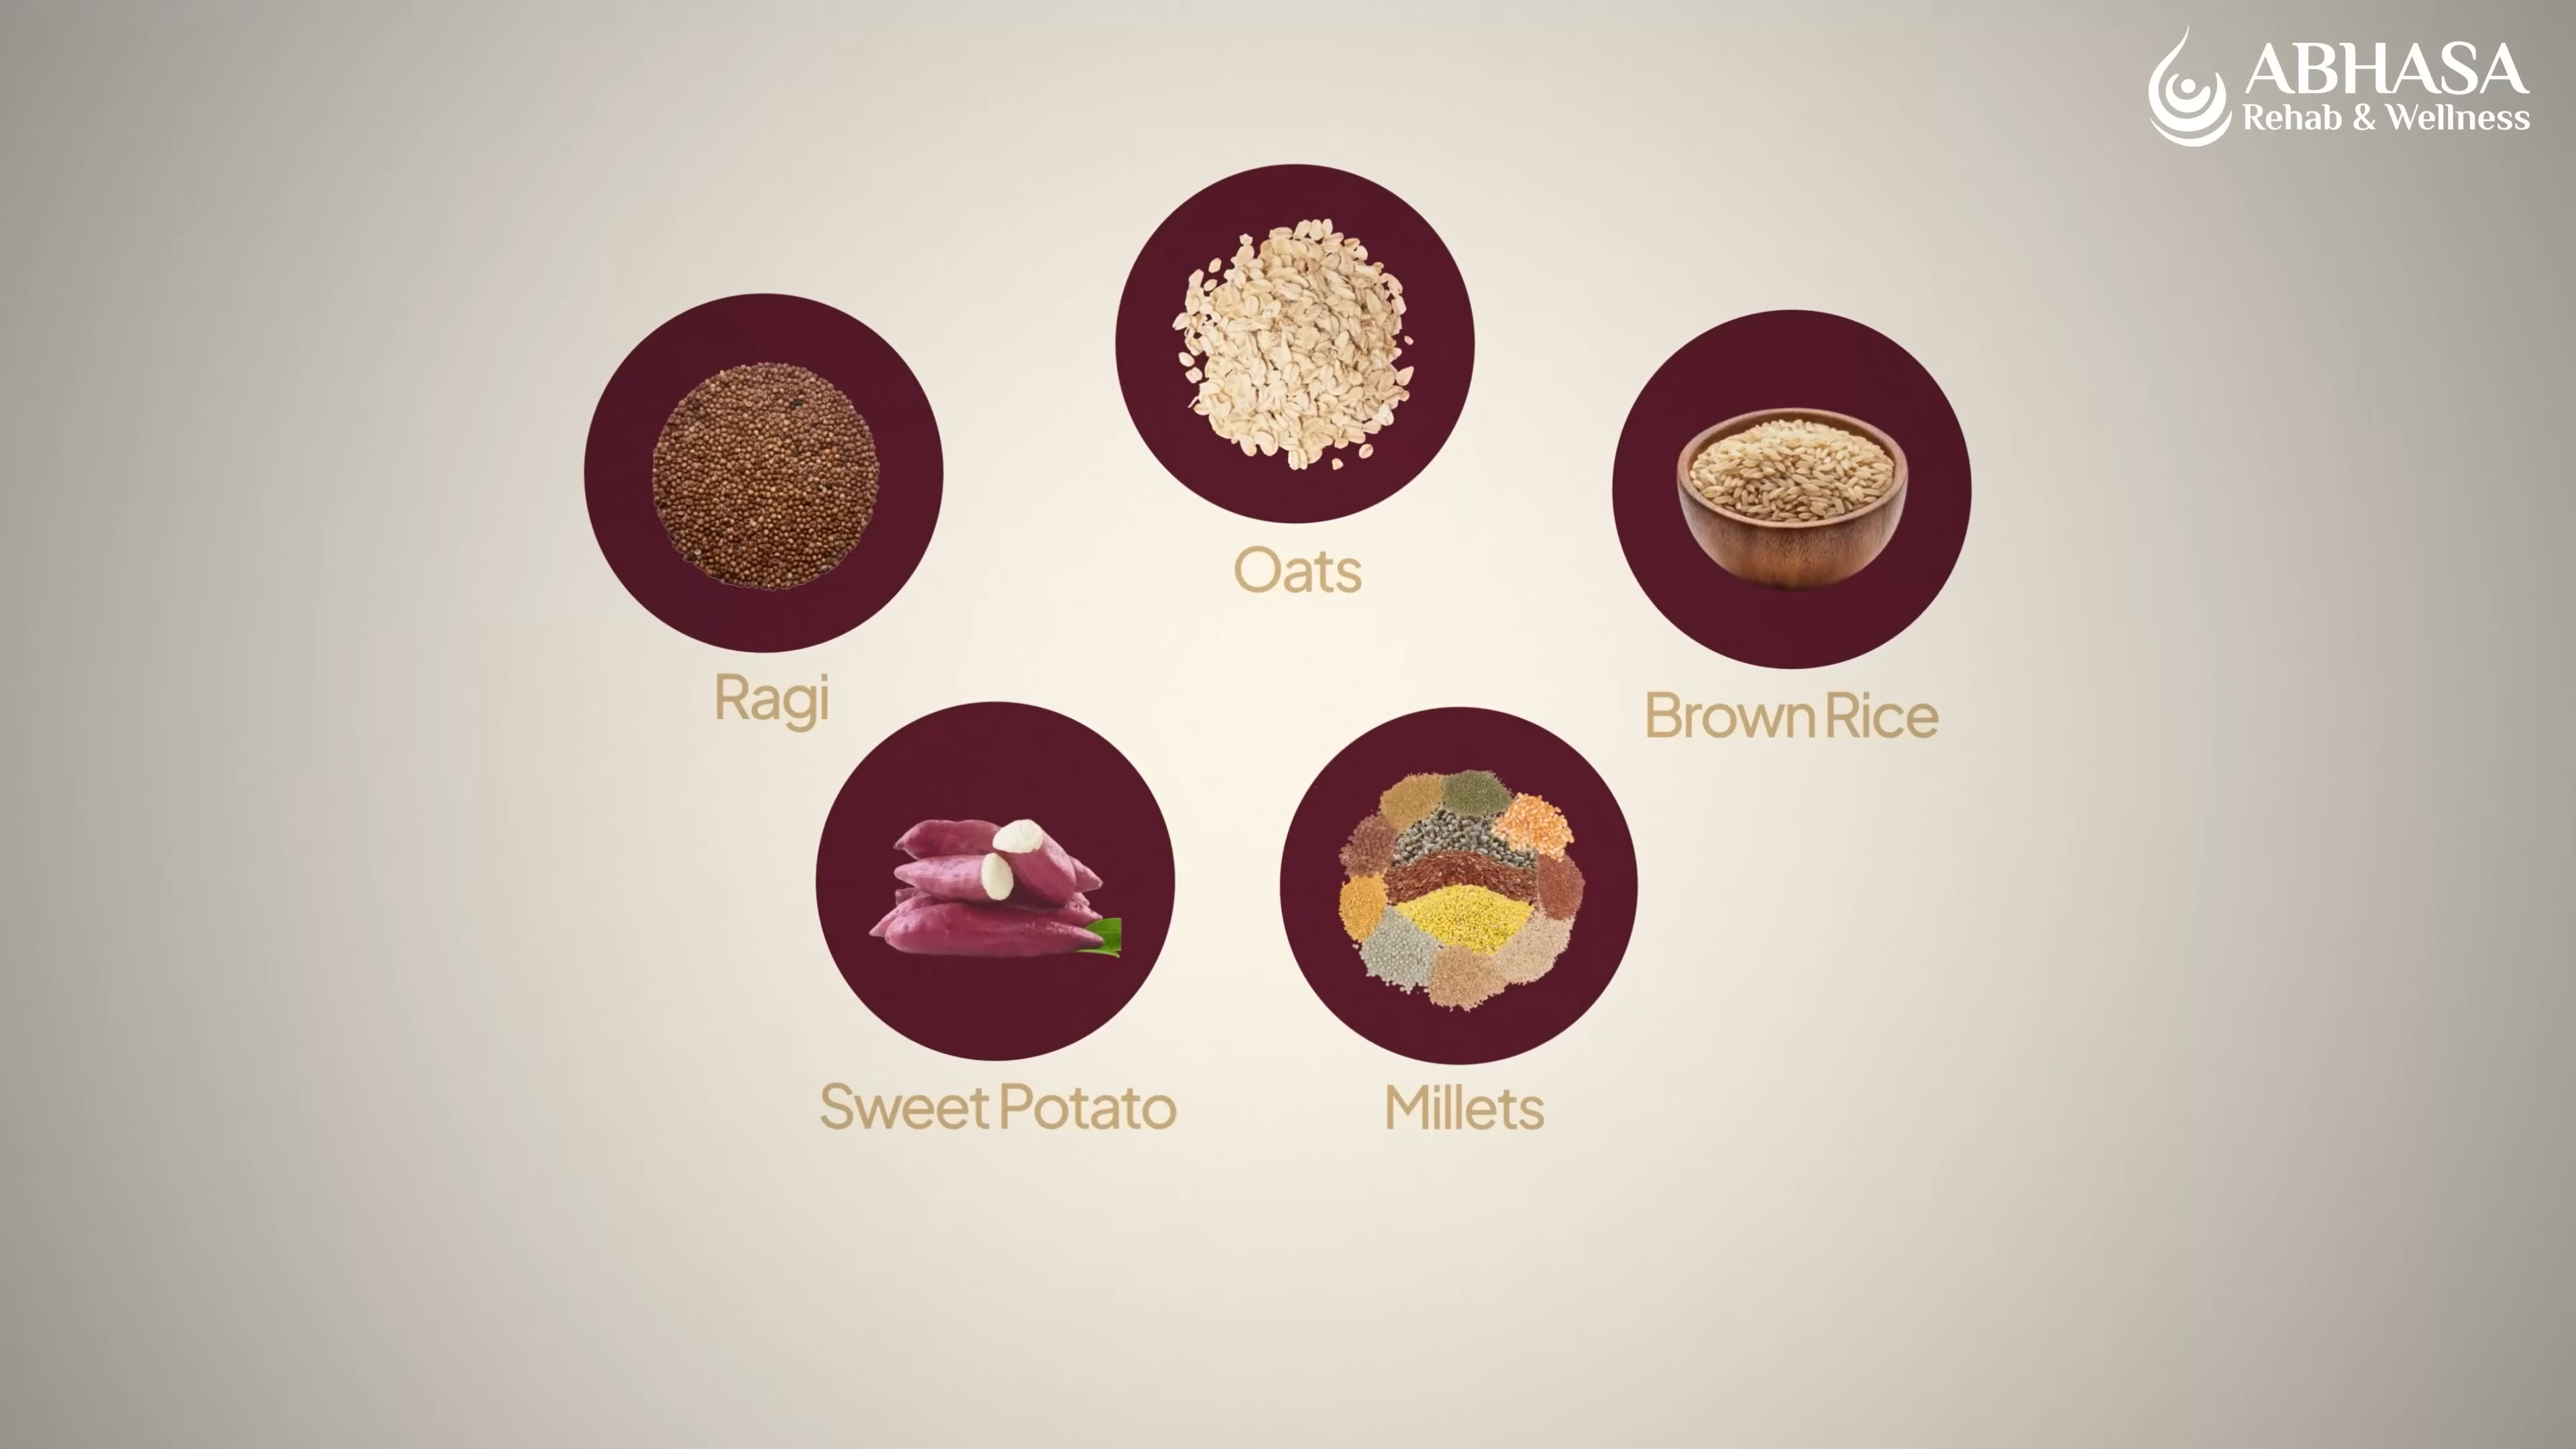 ABHASA
Rehab & Wellness
Oats
Ragi
Brown Rice
Sweet Potato
Millets